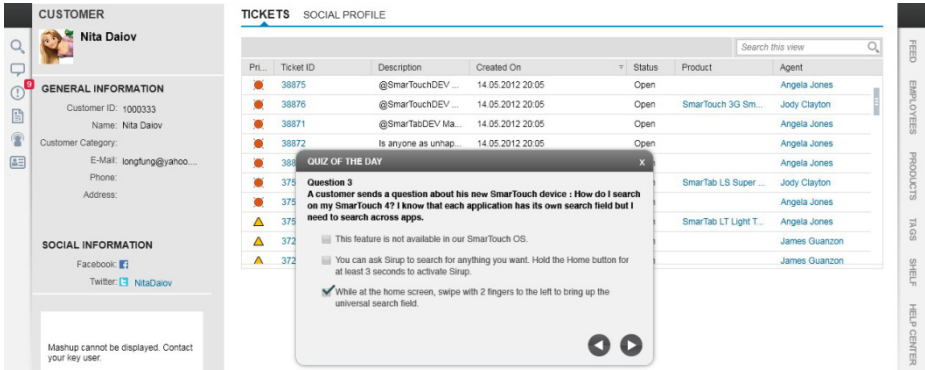 CUSTOMER
Nita Daiov
GENERAL INFORMATION
Customer ID: 1000333
Name: Nita Daiov
Customer Category:
E-Mail: longfung@yahoo....
Phone:
Address:
SOCIAL INFORMATION
Facebook:
Twitter: NitaDaiov
Mashup cannot be displayed. Contact
your key user.
9
TICKETS SOCIAL PROFILE
Search this view
Pri... Ticket ID Description Created On Status Product Agent
38875 @SmarTouchDEV ... 14.05.2012 20:05 Open Angela Jones
38876 @SmarTouchDEV ... 14.05.2012 20:05 Open SmarTouch 3G Sm... Jody Clayton
38871 @SmarTabDEV Ma... 14.05.2012 20:05 Open Angela Jones
38872 Is anyone as unhap... 14.05.2012 20:05 Open Angela Jones
388 Angela Jones
375 SmarTab LS Super ... Jody Clayton
375 Angela Jones
375 SmarTab LT Light T... Angela Jones
372 James Guanzon
372 James Guanzon
QUIZ OF THE DAY x
Question 3
A customer sends a question about his new SmarTouch device : How do I search
on my SmarTouch 4? I know that each application has its own search field but I
need to search across apps.
This feature is not available in our SmarTouch OS.
You can ask Sirup to search for anything you want. Hold the Home button for
at least 3 seconds to activate Sirup.
While at the home screen, swipe with 2 fingers to the left to bring up the
universal search field.
FEED
EMPLOYEES
PRODUCTS
TAGS
SHELF
HELP CENTER